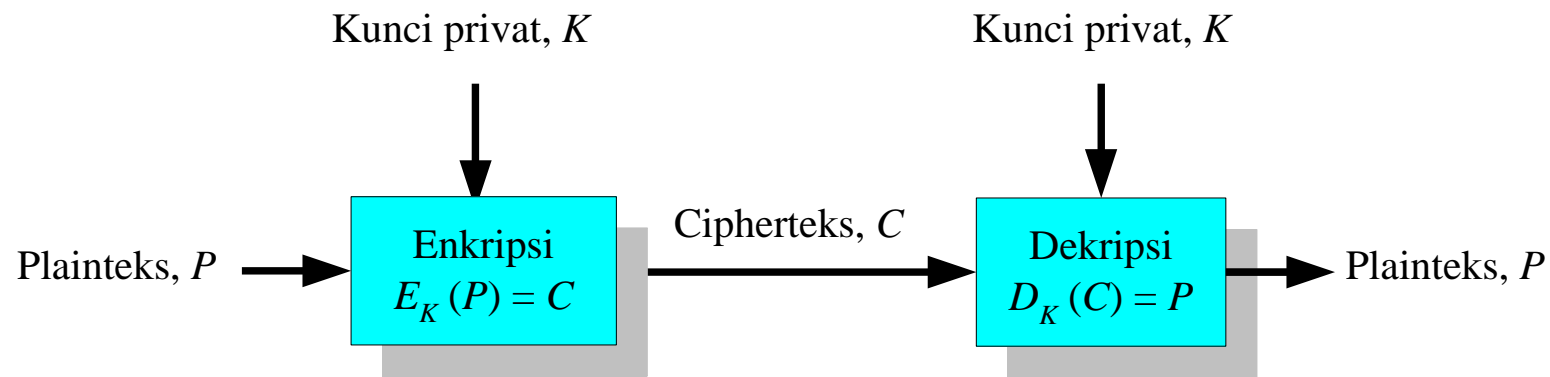 Kunci privat, K
Kunci privat, K
Plainteks, P
Enkripsi
E_K (P) = C
Cipherteks, C
Dekripsi
D_K (C) = P
Plainteks, P